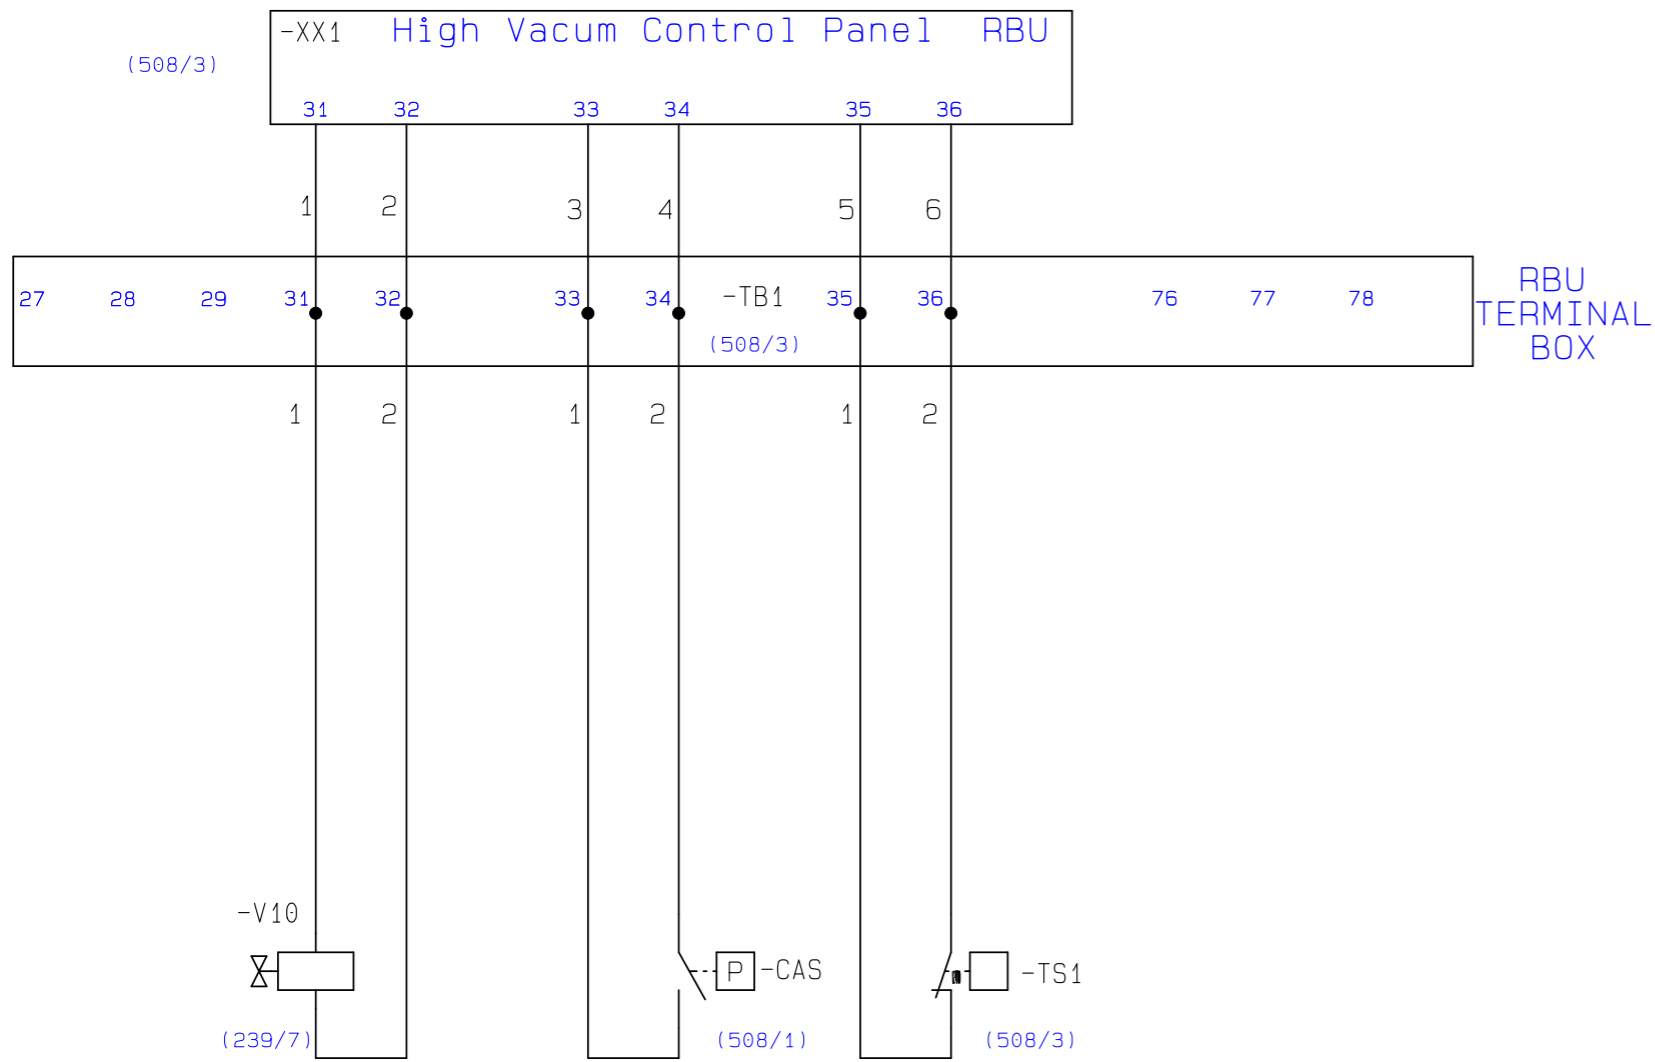 -XX1 High Vacum Control Panel RBU
(508/3)
31 32 33 34 35 36
1 2 3 4 5 6
27 28 29 31 32 33 34 -TB1 35 36 76 77 78
(508/3)
RBU
TERMINAL
BOX
1 2 1 2 1 2
-V10
P -CAS
-TS1
(239/7) (508/1) (508/3)